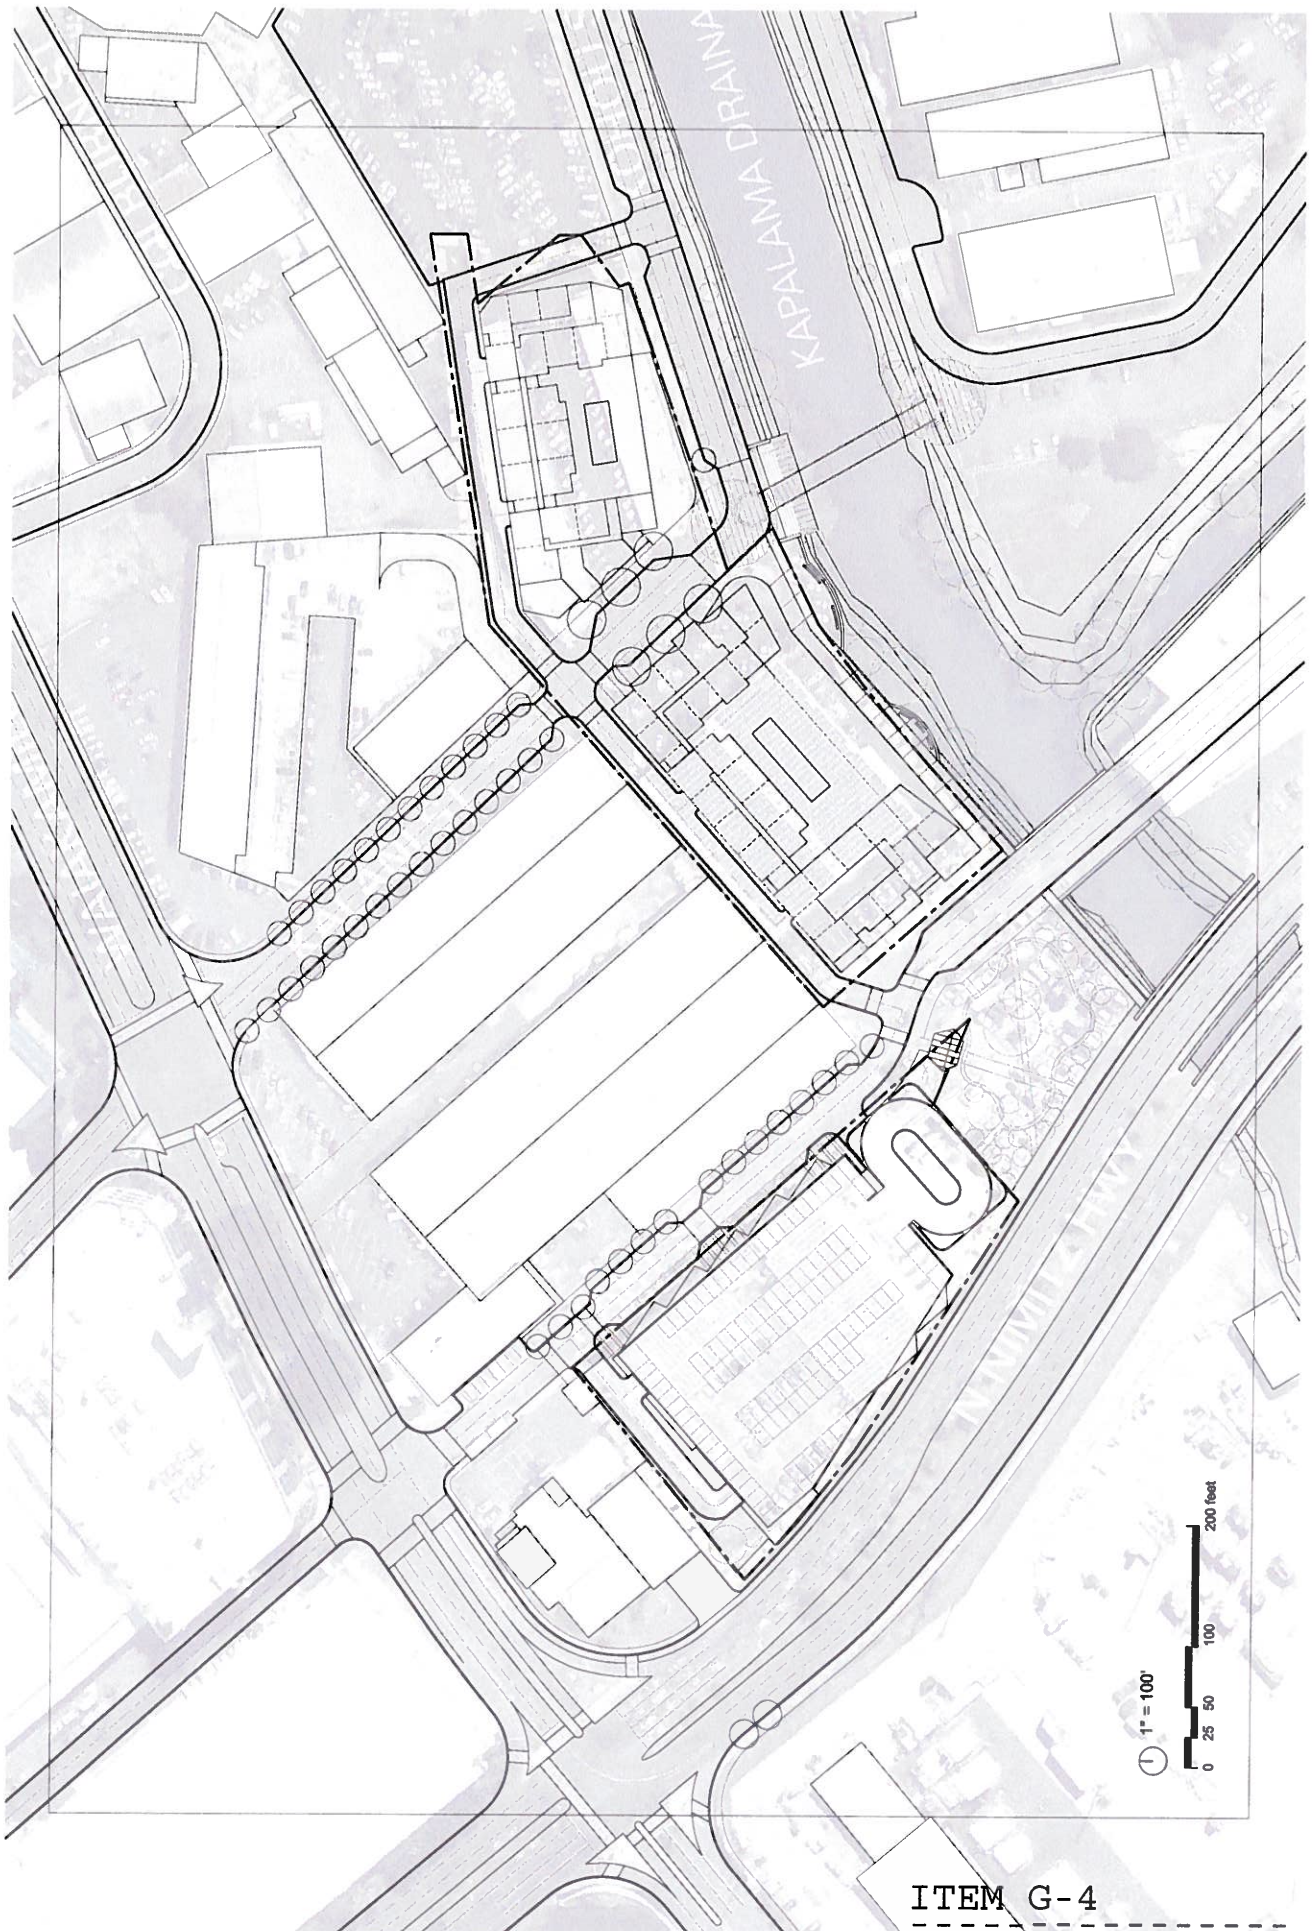 KAPALAMA DRAINA
N NIMITZ HWY
1" = 100'
0 25 50 100 200 feet
ITEM G-4